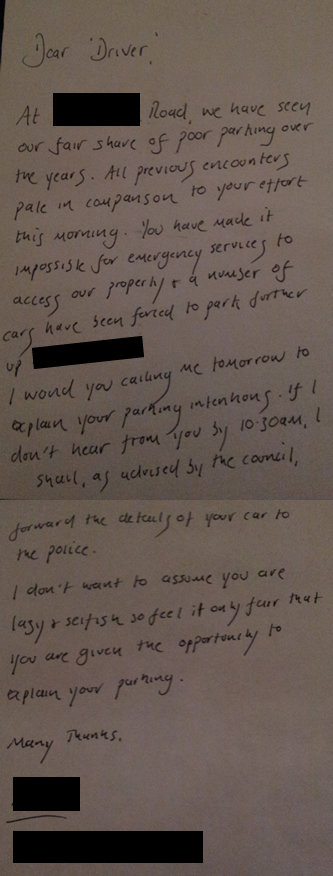 Dear 'Driver',
At Road, we have seen
our fair share of poor parking over
the years. All previous encounters
pale in comparison to your effort
this morning. You have made it
impossible for emergency services to
access our property & a number of
cars have been forced to park further
up
I would you calling me tomorrow to
explain your parking intentions. If I
don't hear from you by 10.30am, I
shall, as advised by the council,
forward the details of your car to
the police.
I don't want to assume you are
lazy & selfish so feel it only fair that
you are given the opportunity to
explain your parking.
Many Thanks.